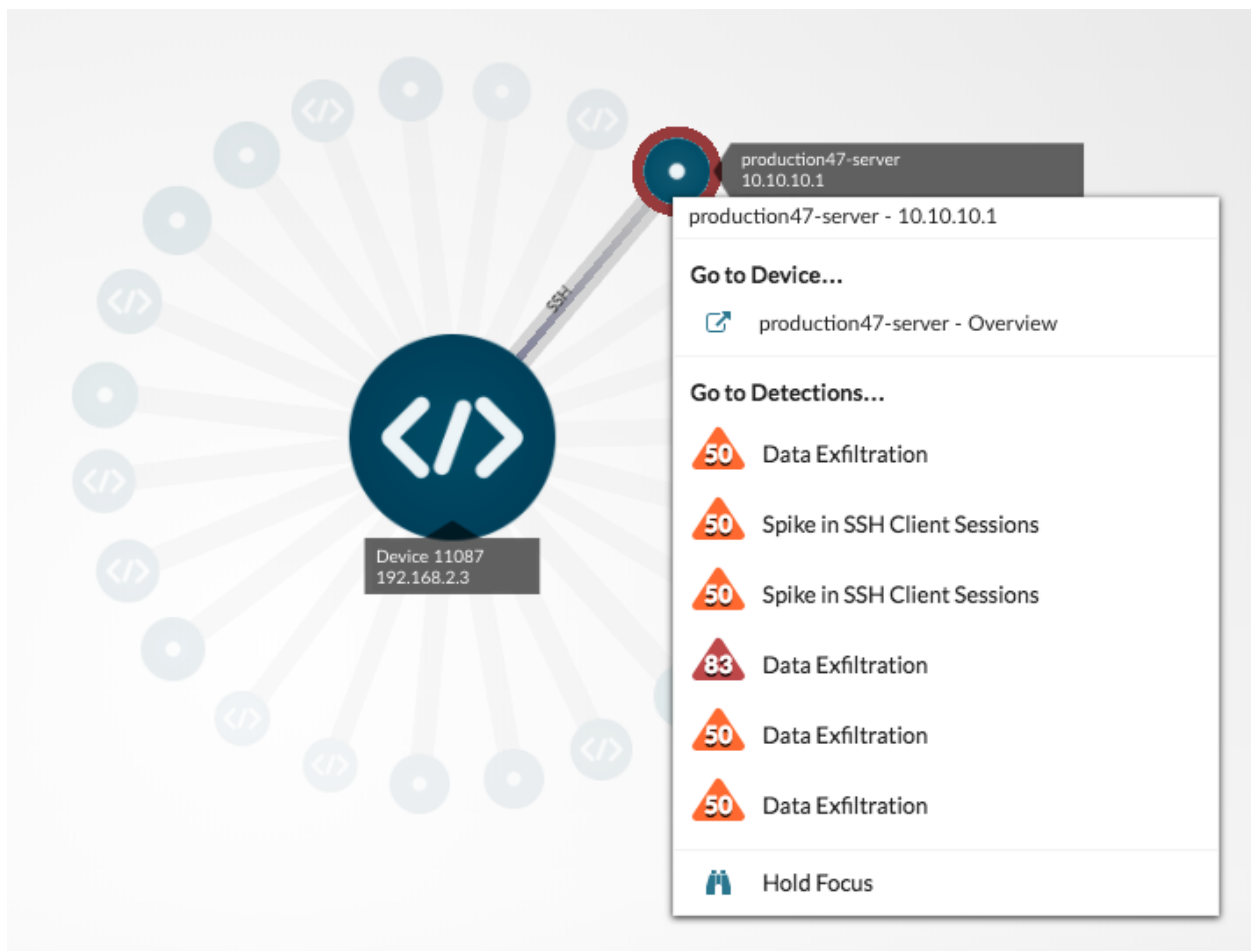 production47-server
10.10.10.1
production47-server - 10.10.10.1
Go to Device...
production47-server - Overview
Go to Detections...
50 Data Exfiltration
50 Spike in SSH Client Sessions
50 Spike in SSH Client Sessions
83 Data Exfiltration
50 Data Exfiltration
50 Data Exfiltration
Hold Focus
SSH
Device 11087
192.168.2.3